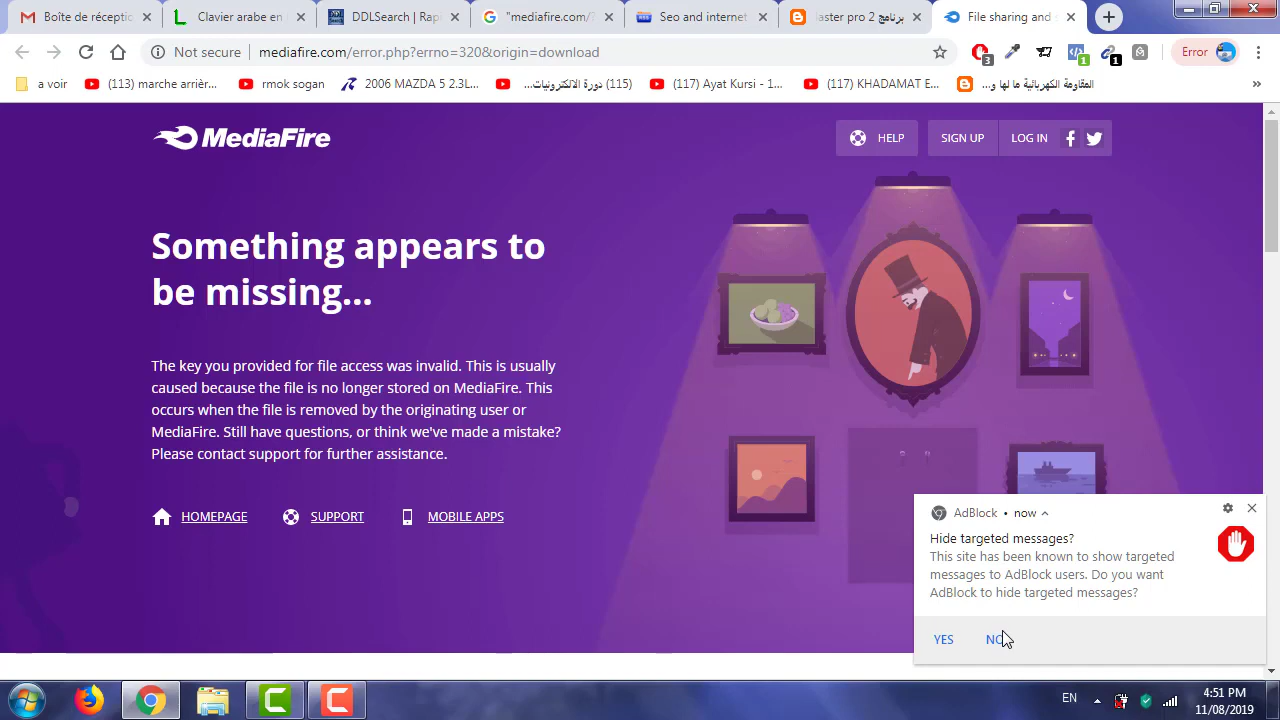 Boîte de réception
Clavier arabe en
DDLSearch | Rap
"mediafire.com/?
Seo and internet
برنامج laster pro
File sharing and
Not secure
mediafire.com/error.php?errno=320&origin=download
3
1
1
Error
a voir
(113) marche arrièr...
rmok sogan
2006 MAZDA 5 2.3L...
(115) دورة الالكترونيات...
(117) Ayat Kursi - 1...
(117) KHADAMAT E...
المقاومة الكهربائية ما لها و...
»
MediaFire
HELP
SIGN UP
LOG IN
Something appears to
be missing...
The key you provided for file access was invalid. This is usually
caused because the file is no longer stored on MediaFire. This
occurs when the file is removed by the originating user or
MediaFire. Still have questions, or think we've made a mistake?
Please contact support for further assistance.
HOMEPAGE
SUPPORT
MOBILE APPS
AdBlock • now
Hide targeted messages?
This site has been known to show targeted
messages to AdBlock users. Do you want
AdBlock to hide targeted messages?
YES
NO
EN
4:51 PM
11/08/2019